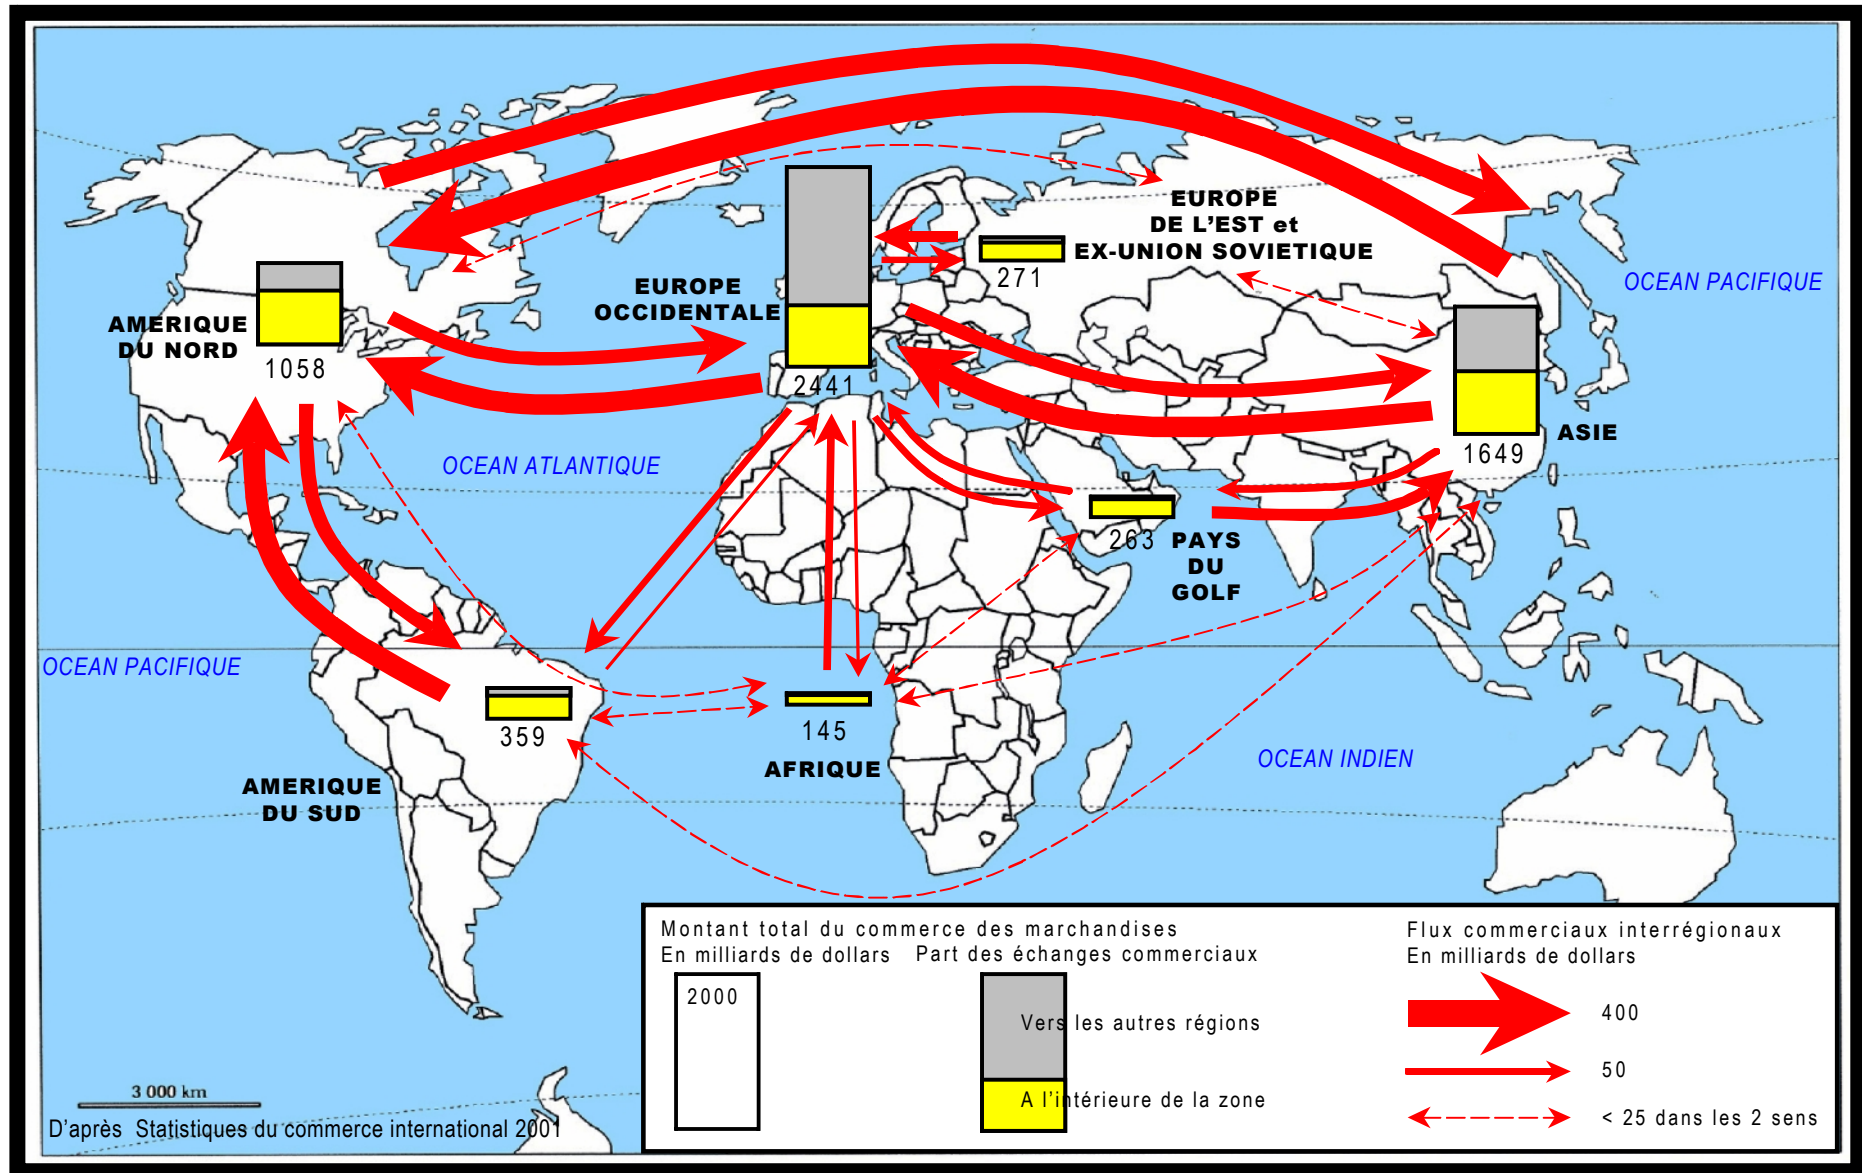 EUROPE
DE L'EST et
EX-UNION SOVIETIQUE
271
OCEAN PACIFIQUE
EUROPE
OCCIDENTALE
2441
AMERIQUE
DU NORD
1058
ASIE
1649
OCEAN ATLANTIQUE
263
PAYS
DU
GOLF
OCEAN PACIFIQUE
359
AMERIQUE
DU SUD
145
AFRIQUE
OCEAN INDIEN
Montant total du commerce des marchandises
En milliards de dollars
2000
Part des échanges commerciaux
Vers les autres régions
A l'intérieure de la zone
Flux commerciaux interrégionaux
En milliards de dollars
400
50
< 25 dans les 2 sens
3 000 km
D'après Statistiques du commerce international 2001